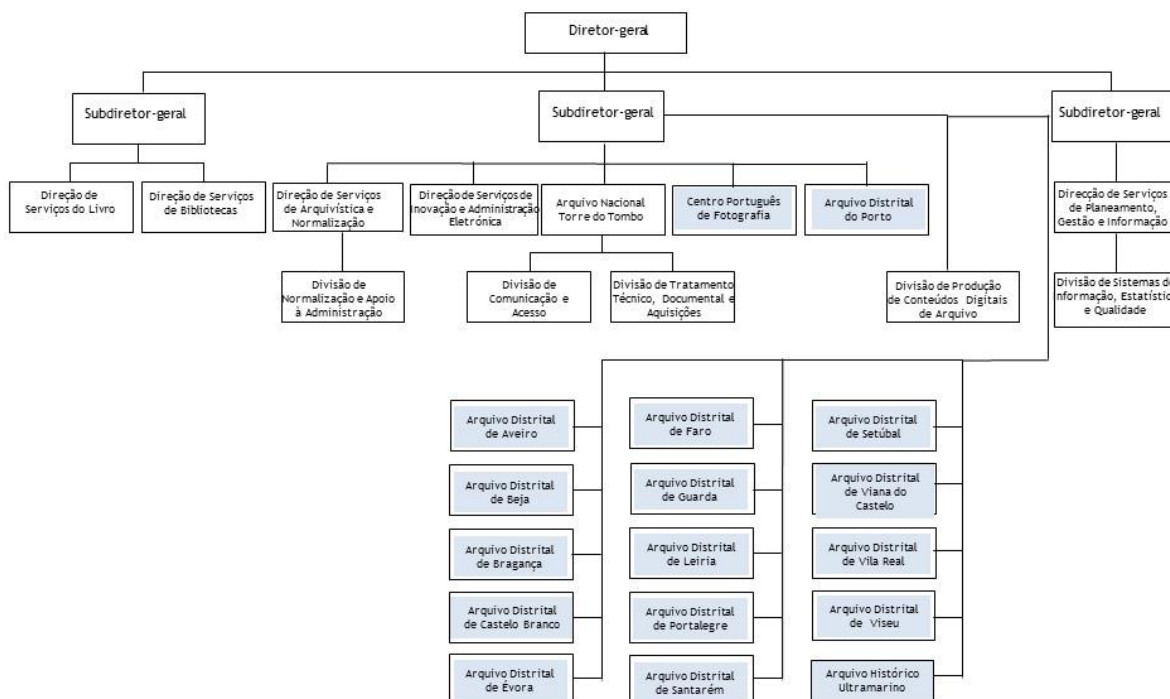 Diretor-geral
Subdiretor-geral
Subdiretor-geral
Subdiretor-geral
Direção de
Serviços do Livro
Direção de Serviços
de Bibliotecas
Direção de Serviços
de Arquivística e
Normalização
Direção de Serviços de
Inovação e Administração
Eletrónica
Arquivo Nacional
Torre do Tombo
Centro Português
de Fotografia
Arquivo Distrital
do Porto
Direcção de Serviços
de Planeamento,
Gestão e Informação
Divisão de
Normalização e Apoio
à Administração
Divisão de
Comunicação e
Acesso
Divisão de Tratamento
Técnico, Documental e
Aquisições
Divisão de Produção
de Conteúdos Digitais
de Arquivo
Divisão de Sistemas de
Informação, Estatístic
e Qualidade
Arquivo Distrital
de Aveiro
Arquivo Distrital
de Faro
Arquivo Distrital
de Setúbal
Arquivo Distrital
de Beja
Arquivo Distrital
de Guarda
Arquivo Distrital
de Viana do
Castelo
Arquivo Distrital
de Bragança
Arquivo Distrital
de Leiria
Arquivo Distrital
de Vila Real
Arquivo Distrital
de Castelo Branco
Arquivo Distrital
de Portalegre
Arquivo Distrital
de Viseu
Arquivo Distrital
de Évora
Arquivo Distrital
de Santarém
Arquivo Histórico
Ultramarino